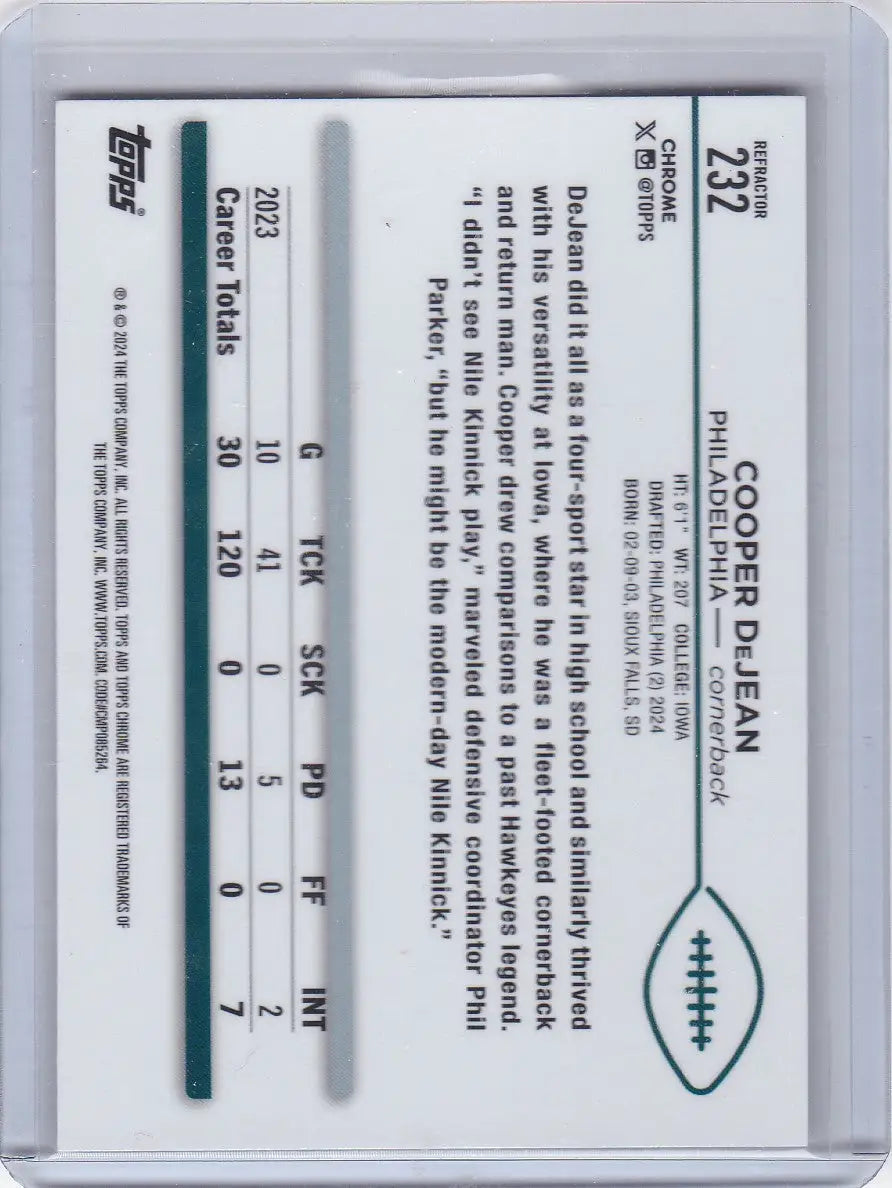 REFRACTOR
232
CHROME
X @TOPPS
COOPER DEJEAN
PHILADELPHIA — cornerback
HT: 6'1" WT: 207 COLLEGE: IOWA
DRAFTED: PHILADELPHIA (2) 2024
BORN: 02-09-03, SIOUX FALLS, SD
DeJean did it all as a four-sport star in high school and similarly thrived
with his versatility at Iowa, where he was a fleet-footed cornerback
and return man. Cooper drew comparisons to a past Hawkeyes legend.
“I didn’t see Nile Kinnick play,” marveled defensive coordinator Phil
Parker, “but he might be the modern-day Nile Kinnick.”
G TCK SCK PD FF INT
2023 10 41 0 5 0 2
Career Totals 30 120 0 13 0 7
topps®
® & © 2024 THE TOPPS COMPANY, INC. ALL RIGHTS RESERVED. TOPPS AND TOPPS CHROME ARE REGISTERED TRADEMARKS OF
THE TOPPS COMPANY, INC. WWW.TOPPS.COM. CODE#CMP085264.